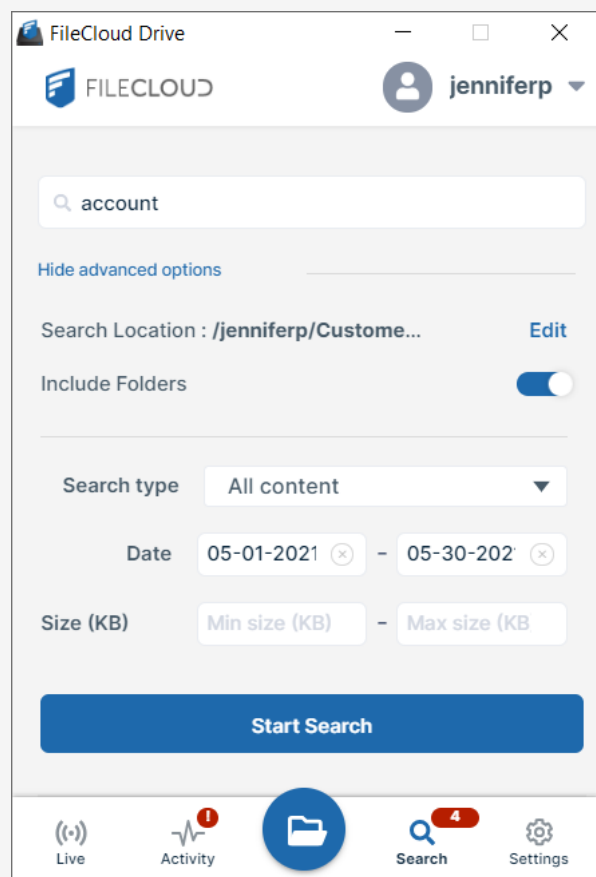 FileCloud Drive
FILECLOUD jenniferp
account
Hide advanced options
Search Location : /jenniferp/Custome... Edit
Include Folders
Search type All content
Date 05-01-2021 - 05-30-202
Size (KB) Min size (KB) - Max size (KB
Start Search
! 4
Live Activity Search Settings